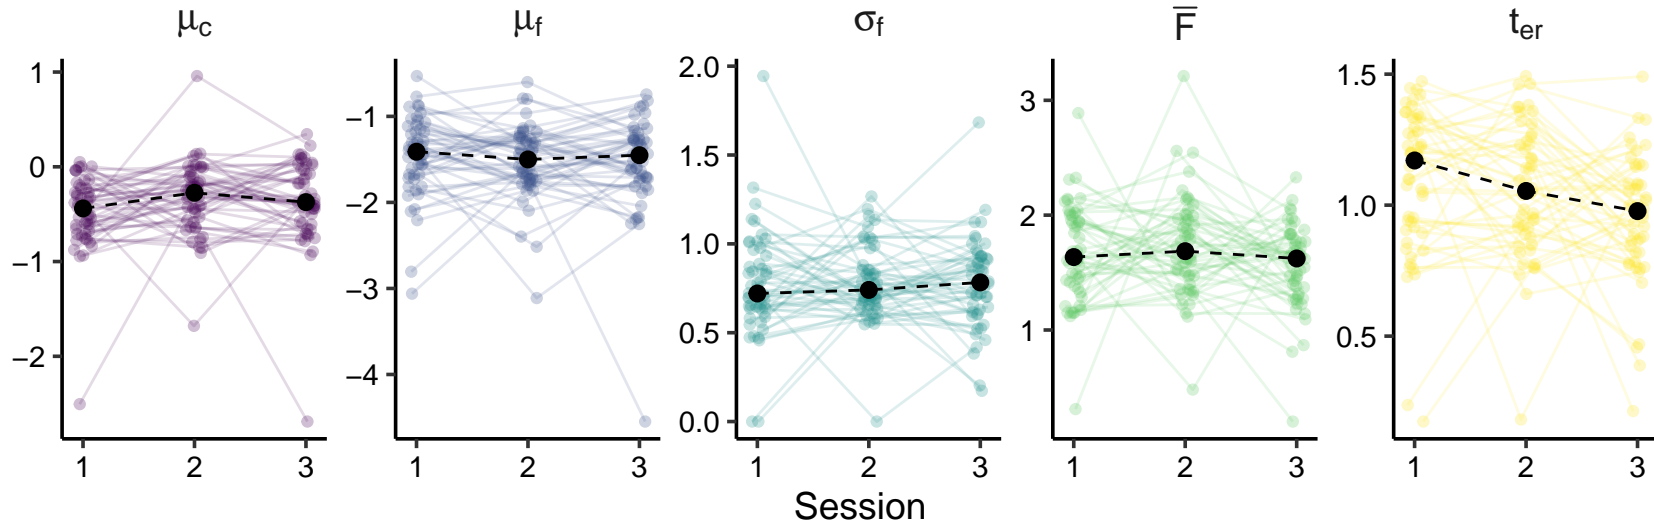 μc μf σf F̅ ter
1 0 −1 −2
−1 −2 −3 −4
2.0 1.5 1.0 0.5 0.0
3 2 1
1.5 1.0 0.5
1 2 3 1 2 3 1 2 3 1 2 3 1 2 3
Session